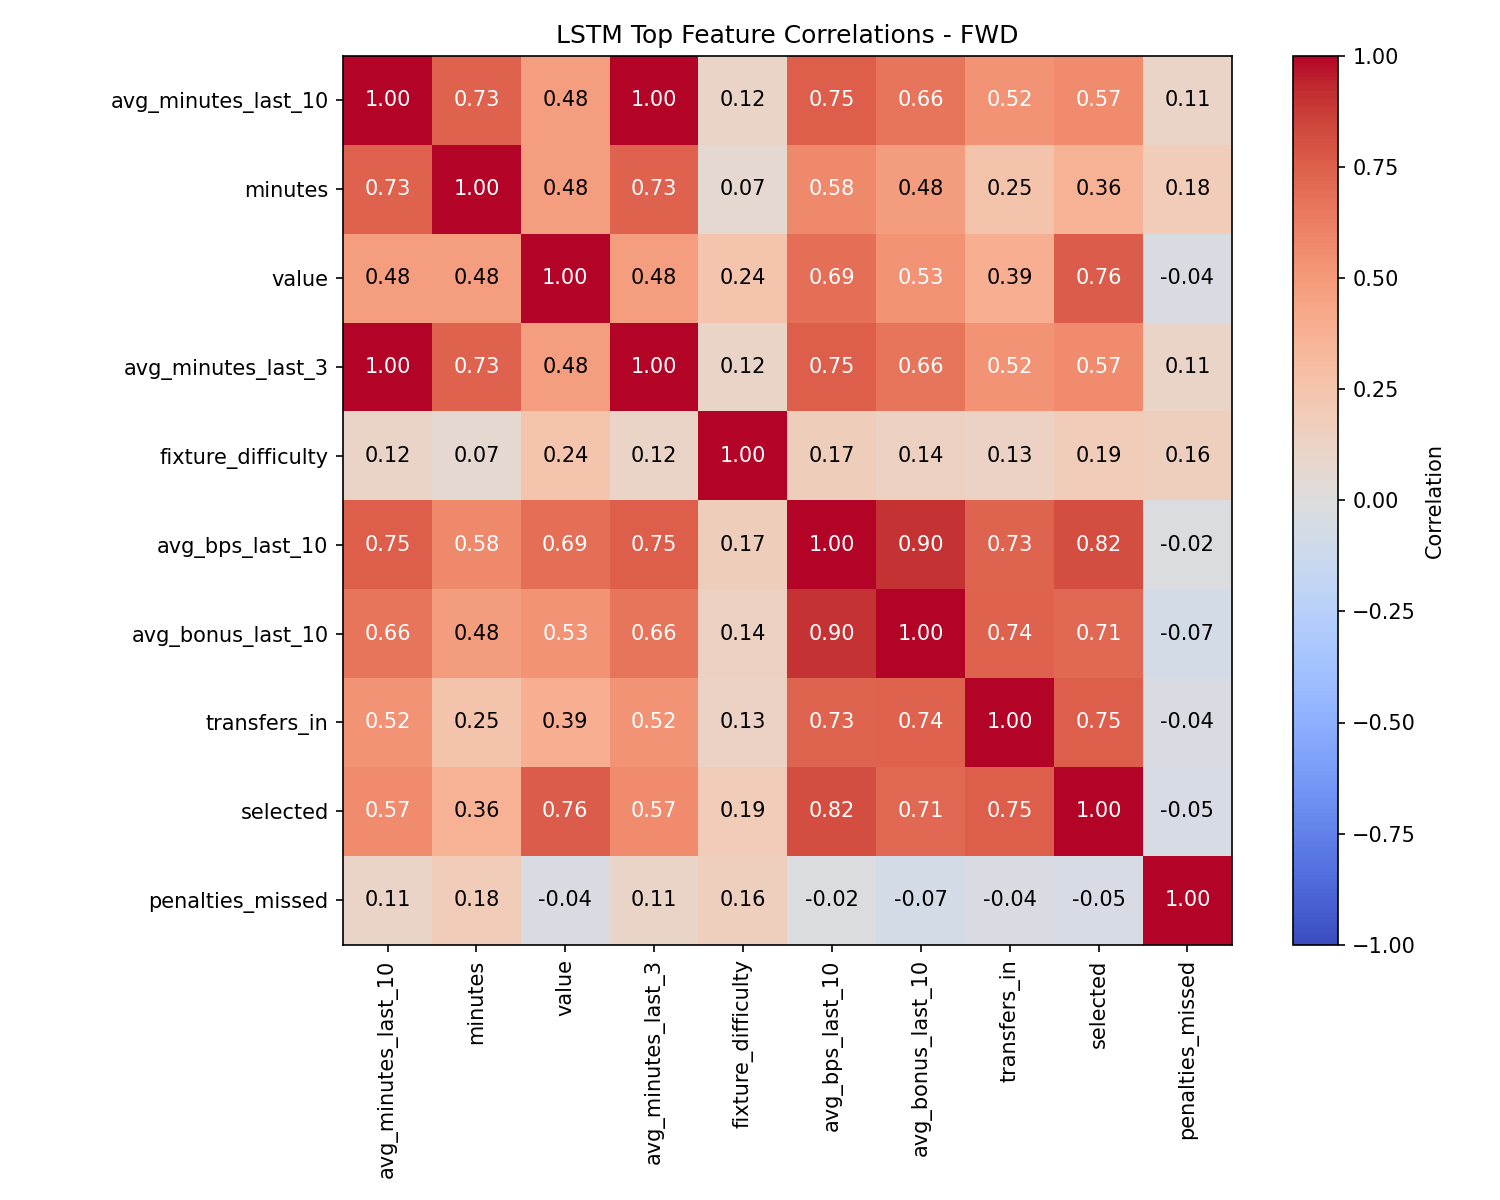 LSTM Top Feature Correlations - FWD
avg_minutes_last_10 1.00 0.73 0.48 1.00 0.12 0.75 0.66 0.52 0.57 0.11
minutes 0.73 1.00 0.48 0.73 0.07 0.58 0.48 0.25 0.36 0.18
value 0.48 0.48 1.00 0.48 0.24 0.69 0.53 0.39 0.76 -0.04
avg_minutes_last_3 1.00 0.73 0.48 1.00 0.12 0.75 0.66 0.52 0.57 0.11
fixture_difficulty 0.12 0.07 0.24 0.12 1.00 0.17 0.14 0.13 0.19 0.16
avg_bps_last_10 0.75 0.58 0.69 0.75 0.17 1.00 0.90 0.73 0.82 -0.02
avg_bonus_last_10 0.66 0.48 0.53 0.66 0.14 0.90 1.00 0.74 0.71 -0.07
transfers_in 0.52 0.25 0.39 0.52 0.13 0.73 0.74 1.00 0.75 -0.04
selected 0.57 0.36 0.76 0.57 0.19 0.82 0.71 0.75 1.00 -0.05
penalties_missed 0.11 0.18 -0.04 0.11 0.16 -0.02 -0.07 -0.04 -0.05 1.00
avg_minutes_last_10
minutes
value
avg_minutes_last_3
fixture_difficulty
avg_bps_last_10
avg_bonus_last_10
transfers_in
selected
penalties_missed
1.00
0.75
0.50
0.25
0.00
−0.25
−0.50
−0.75
−1.00
Correlation